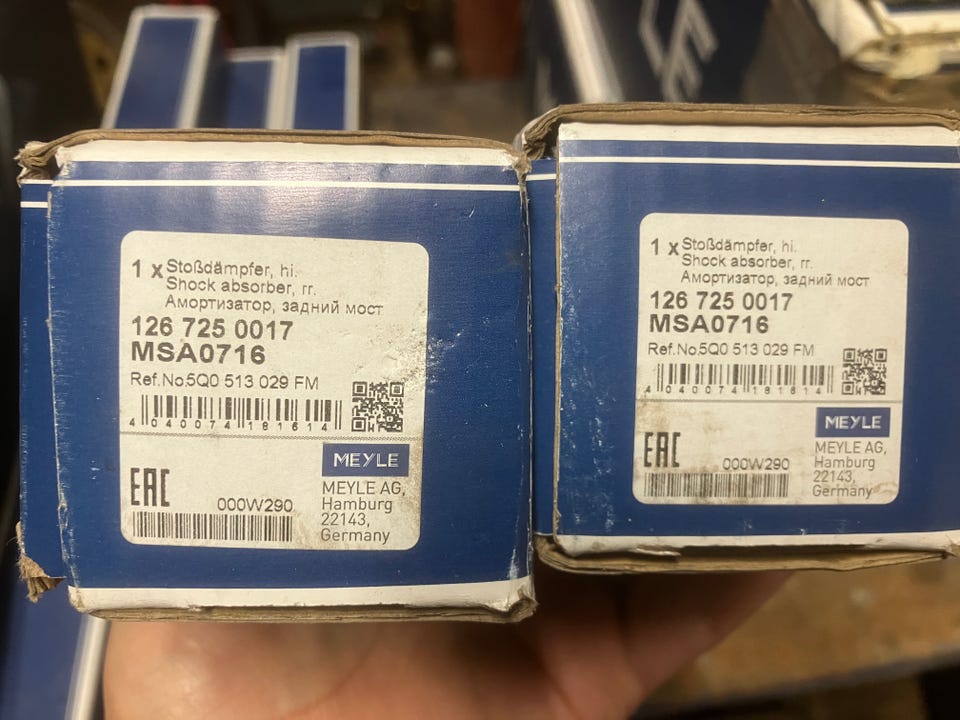 1 x Stoßdämpfer, hi.
Shock absorber, rr.
Амортизатор, задний мост
126 725 0017
MSA0716
Ref.No.5Q0 513 029 FM
4 040074 181614
EAC
000W290
MEYLE
MEYLE AG,
Hamburg
22143,
Germany
1 x Stoßdämpfer, hi.
Shock absorber, rr.
Амортизатор, задний мост
126 725 0017
MSA0716
Ref.No.5Q0 513 029 FM
4 040074 181614
EAC
000W290
MEYLE
MEYLE AG,
Hamburg
22143,
Germany